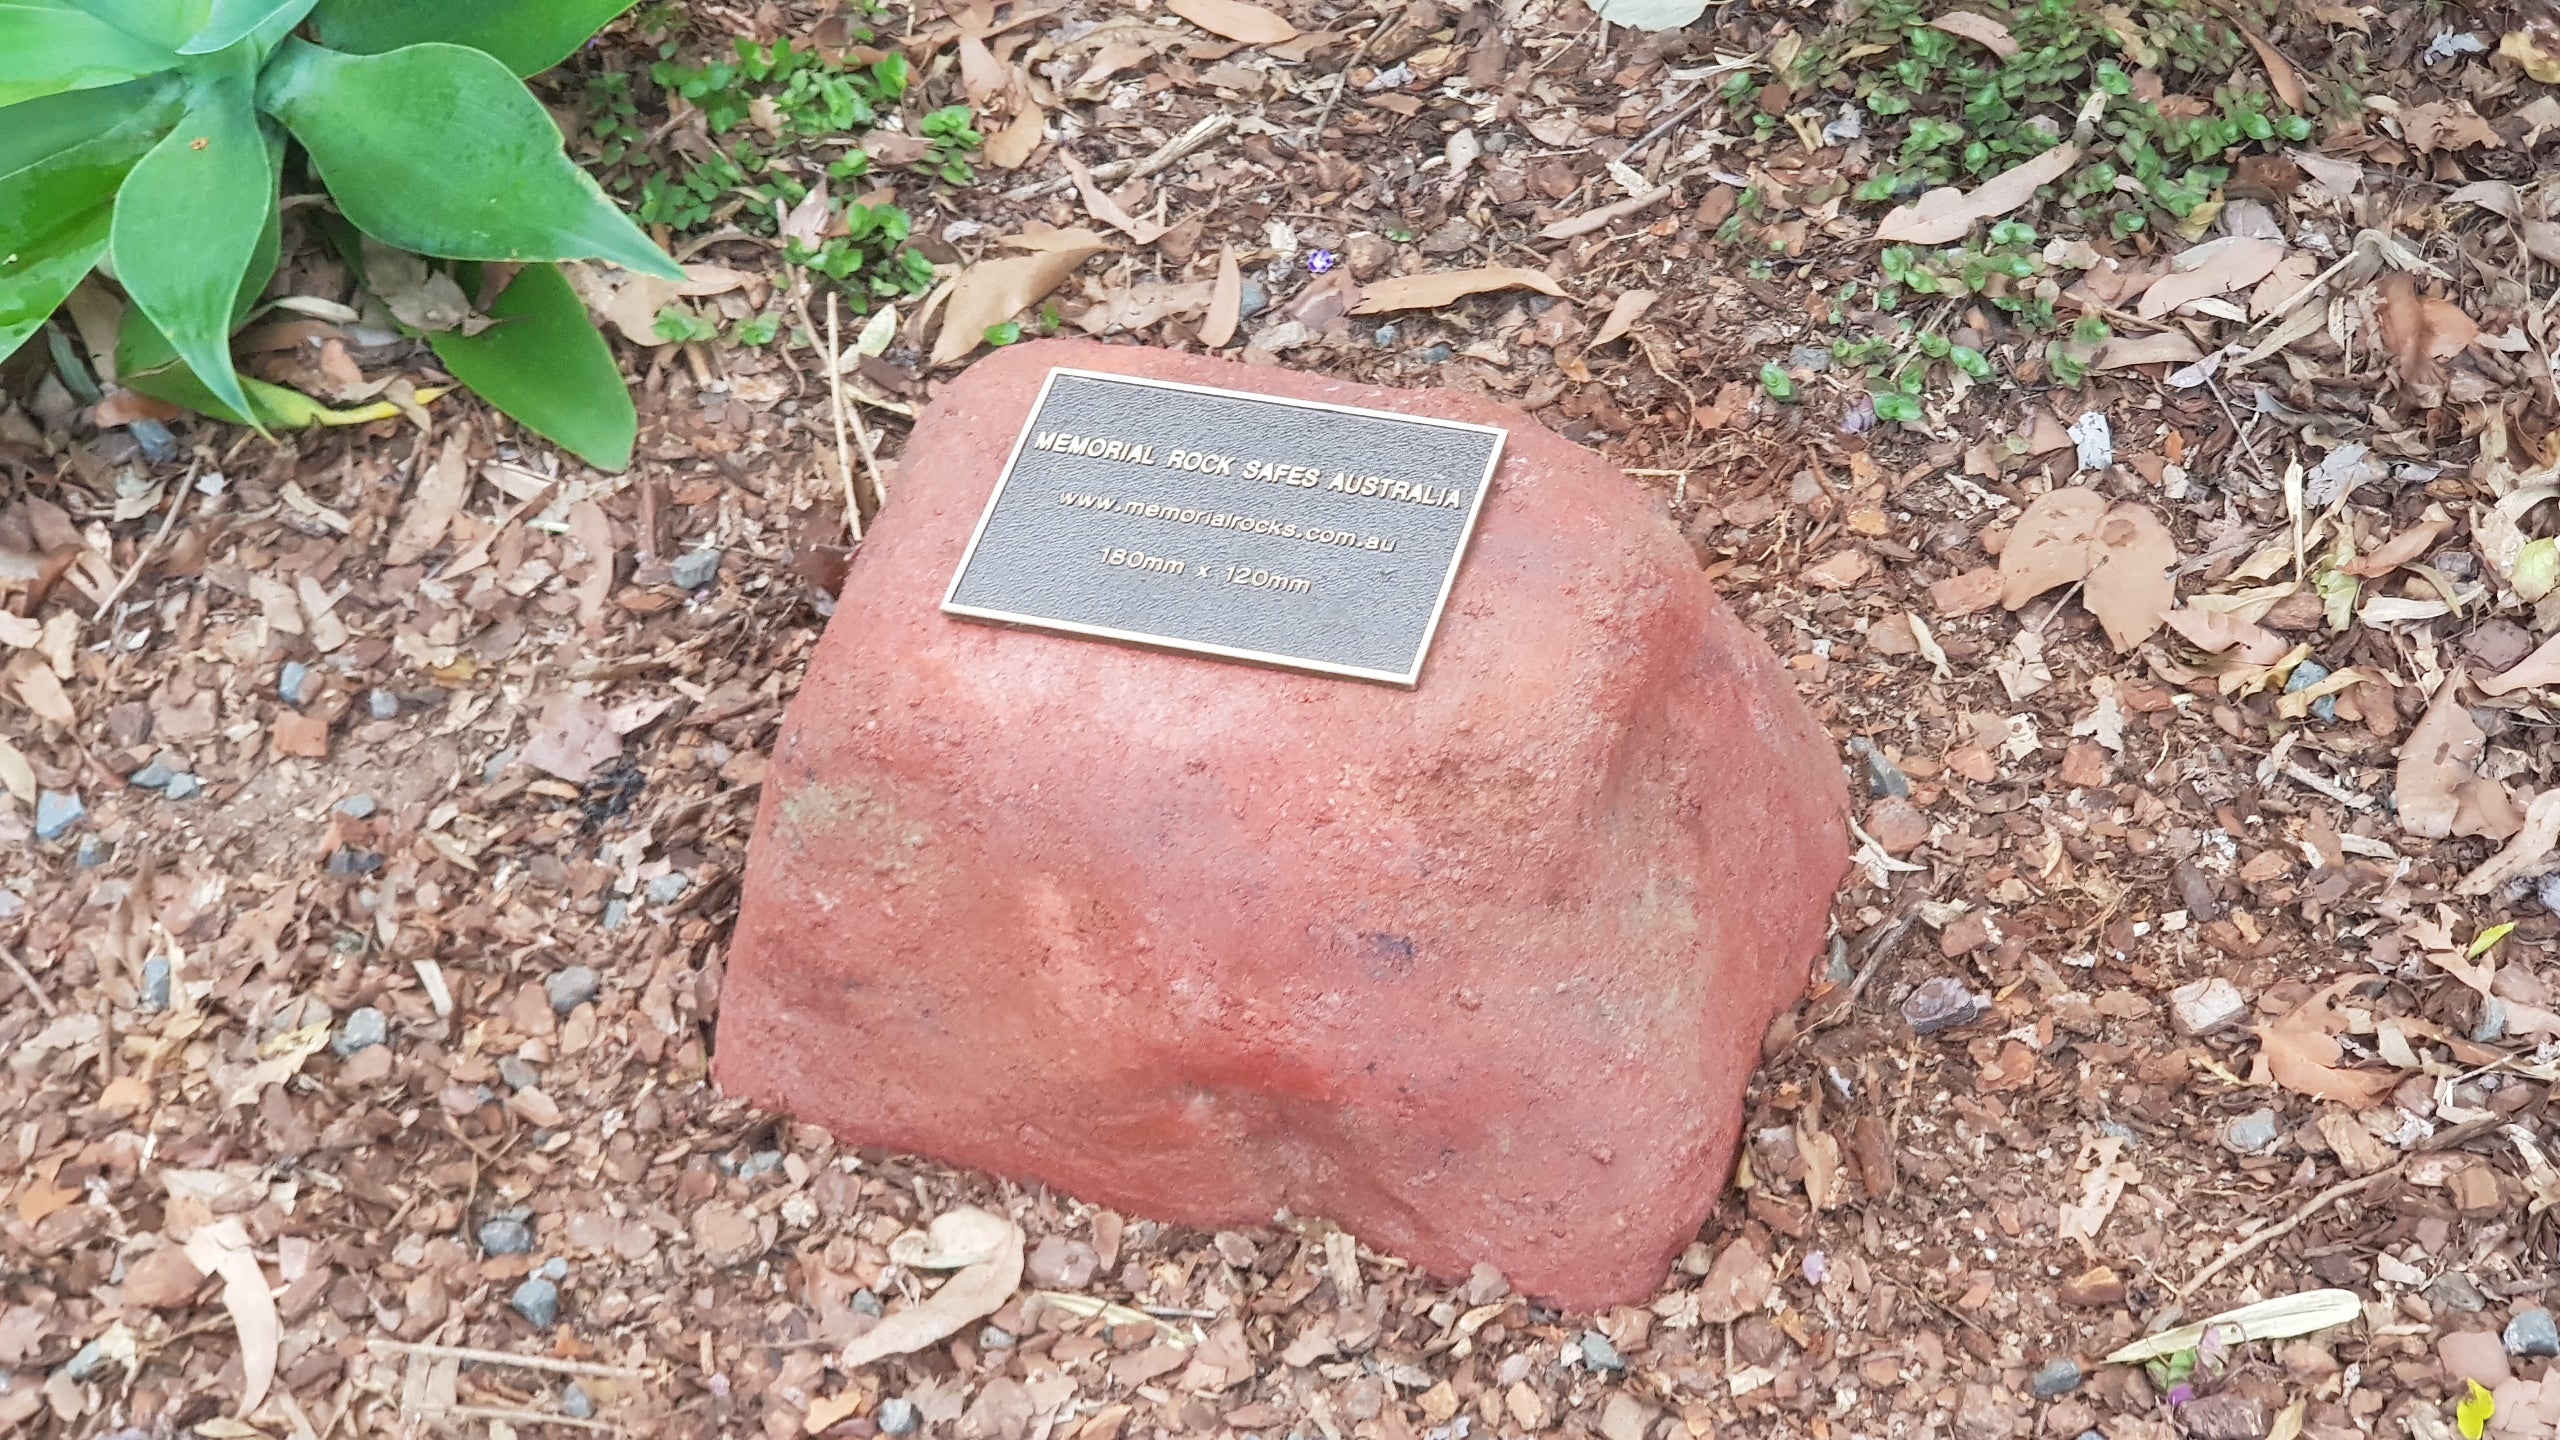 MEMORIAL ROCK SAFES AUSTRALIA
www.memorialrocks.com.au
180mm x 120mm